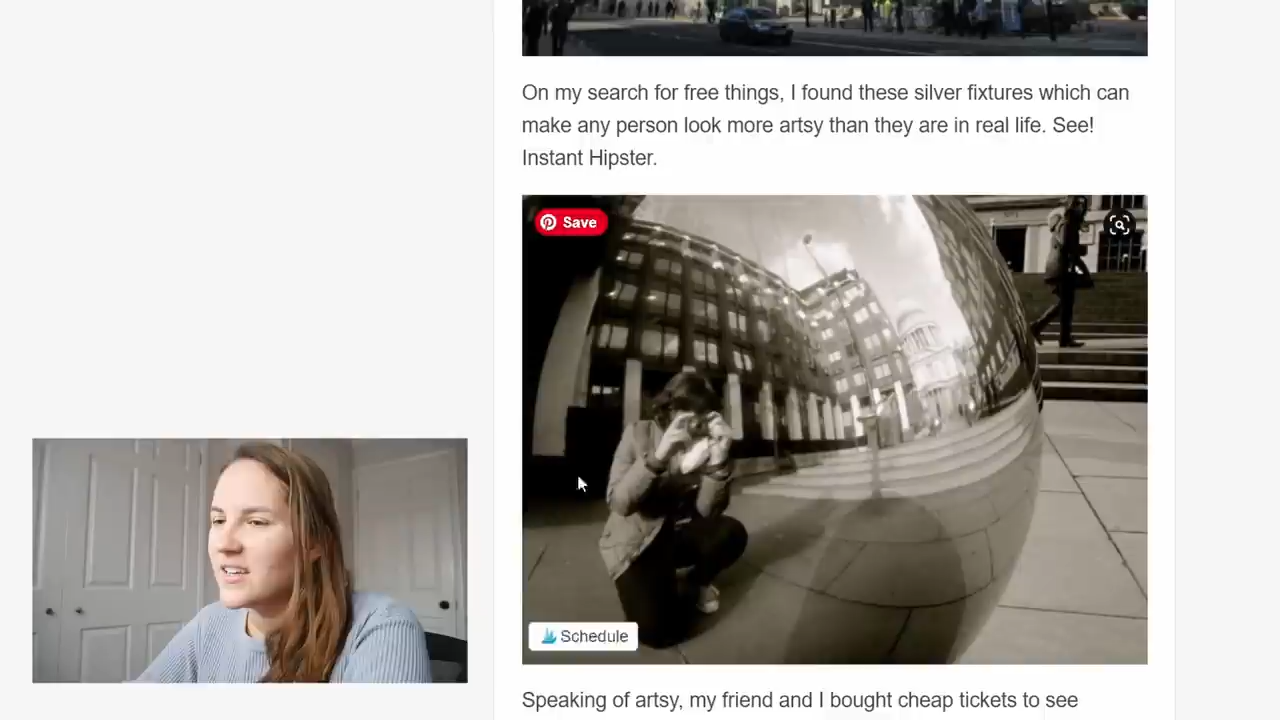 On my search for free things, I found these silver fixtures which can
make any person look more artsy than they are in real life. See!
Instant Hipster.
Save
Schedule
Speaking of artsy, my friend and I bought cheap tickets to see